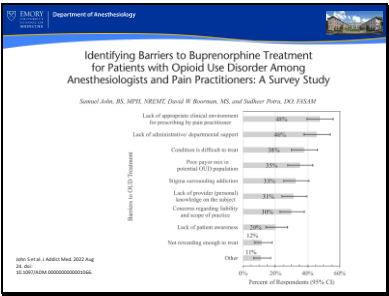 EMORY
UNIVERSITY
SCHOOL OF
MEDICINE
Department of Anesthesiology
Identifying Barriers to Buprenorphine Treatment
for Patients with Opioid Use Disorder Among
Anesthesiologists and Pain Practitioners: A Survey Study
Samuel John, BS, MPH, NREMT, David W. Boorman, MS, and Sudheer Potru, DO, FASAM
Barriers to OUD Treatment
Lack of appropriate clinical environment
for prescribing by pain practitioner
48%
Lack of administrative/ departmental support
46%
Condition is difficult to treat
38%
Poor payor mix in
potential OUD population
35%
Stigma surrounding addiction
33%
Lack of provider (personal)
knowledge on the subject
31%
Concerns regarding liability
and scope of practice
30%
Lack of patient awareness
20%
12%
Not rewarding enough to treat
11%
Other
0% 20% 40% 60%
Percent of Respondents (95% CI)
John S et al. J Addict Med. 2022 Aug
24. doi:
10.1097/ADM.0000000000001066.